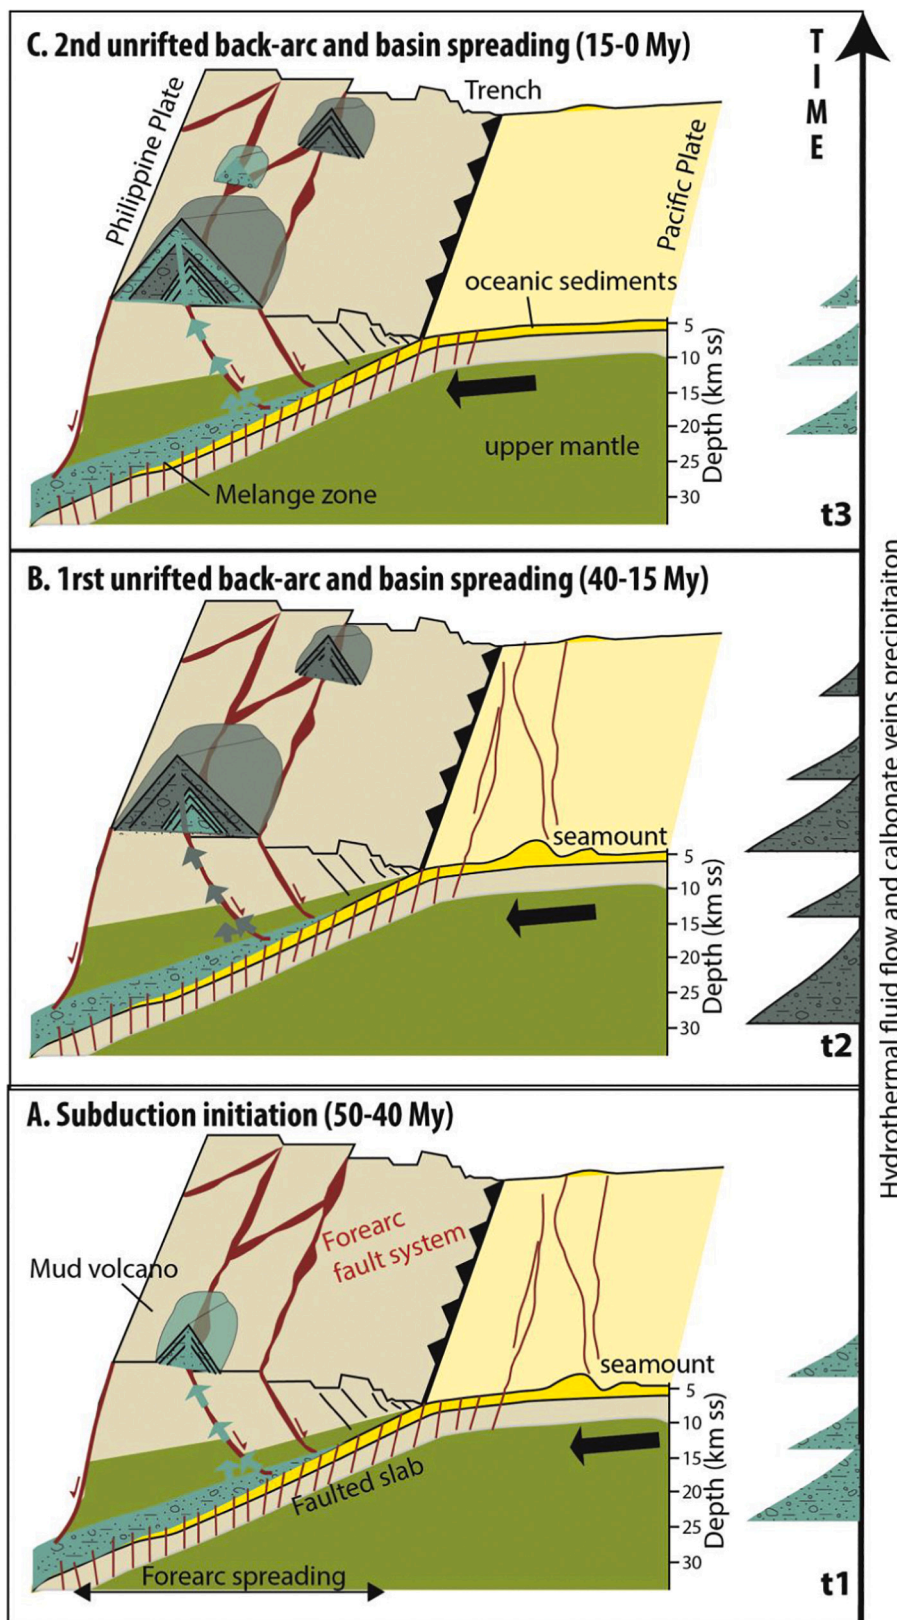 C. 2nd unrifted back-arc and basin spreading (15-0 My)
TIME
Philippine Plate
Trench
Pacific Plate
oceanic sediments
5
10
15
20
25
30
Depth (km ss)
upper mantle
Melange zone
t3
B. 1rst unrifted back-arc and basin spreading (40-15 My)
seamount
5
10
15
20
25
30
Depth (km ss)
t2
A. Subduction initiation (50-40 My)
Forearc
fault system
Mud volcano
seamount
5
10
15
20
25
30
Depth (km ss)
Faulted slab
Forearc spreading
t1
Hydrothermal fluid flow and calbonate veins precipitaiton